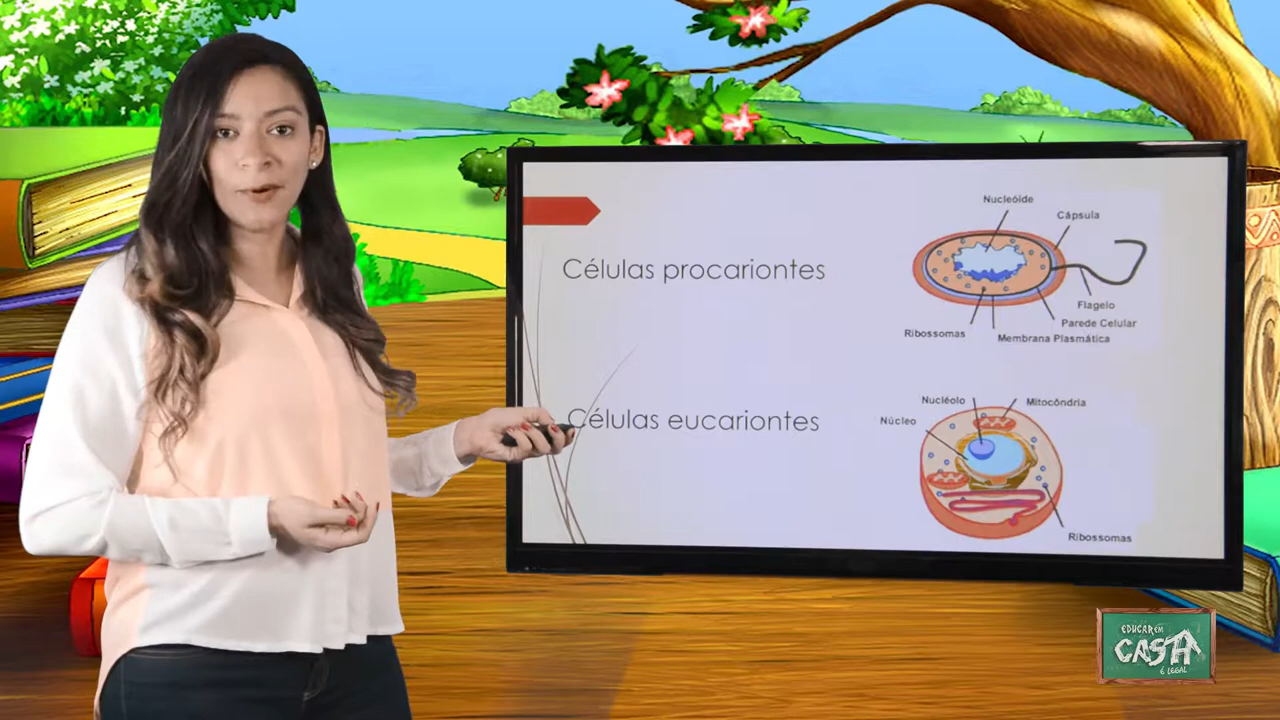 Células procariontes
Nucleóide
Cápsula
Flagelo
Parede Celular
Ribossomas
Membrana Plasmática
Células eucariontes
Nucléolo
Mitocôndria
Núcleo
Ribossomas
EDUCAR EM
CASA
É LEGAL